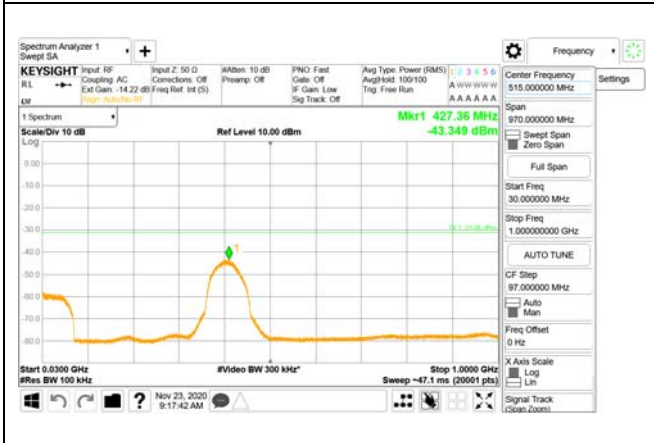 Spectrum Analyzer 1
Swept SA
+
Frequency
KEYSIGHT
RL
Input: RF
Coupling: AC
Ext Gain: -14.22 dB
Align: Auto/No RF
Input Z: 50 Ω
Corrections: Off
Freq Ref: Int (S)
#Atten: 10 dB
Preamp: Off
PNO: Fast
Gate: Off
IF Gain: Low
Sig Track: Off
Avg Type: Power (RMS)
Avg|Hold: 100/100
Trig: Free Run
1 2 3 4 5 6
A W W W W W
A A A A A A
Settings
Center Frequency
515.000000 MHz
Span
970.000000 MHz
Swept Span
Zero Span
Full Span
Start Freq
30.000000 MHz
Stop Freq
1.000000000 GHz
AUTO TUNE
CF Step
97.000000 MHz
Auto
Man
Freq Offset
0 Hz
X Axis Scale
Log
Lin
Signal Track
(Span Zoom)
1 Spectrum
Scale/Div 10 dB
Ref Level 10.00 dBm
Mkr1 427.36 MHz
-43.349 dBm
Log
0.00
-10.0
-20.0
-30.0
-40.0
1
-50.0
-60.0
-70.0
-80.0
Start 0.0300 GHz
#Video BW 300 kHz*
Stop 1.0000 GHz
#Res BW 100 kHz
Sweep ~47.1 ms (20001 pts)
?
Nov 23, 2020
9:17:42 AM